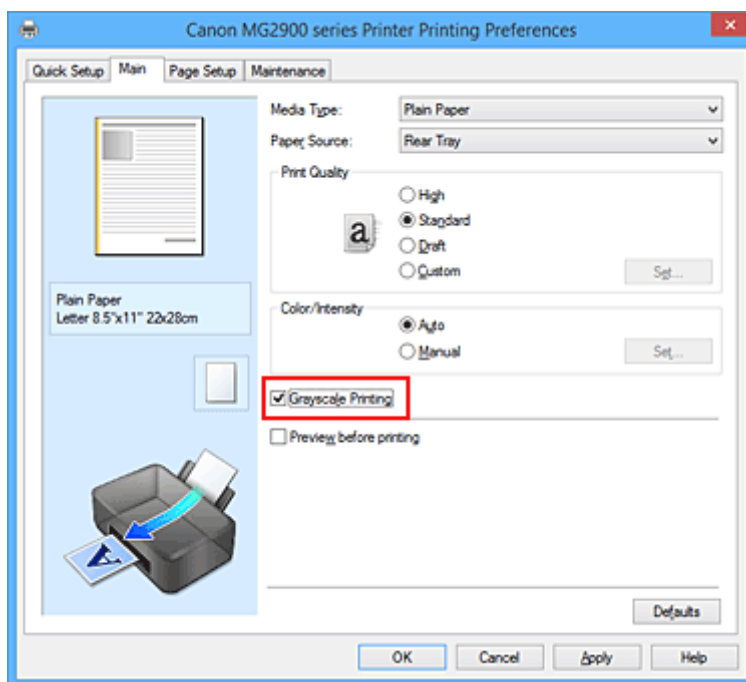 Canon MG2900 series Printer Printing Preferences
Quick Setup Main Page Setup Maintenance
Media Type: Plain Paper
Paper Source: Rear Tray
Print Quality
High
a Standard
Draft
Custom Set...
Plain Paper
Letter 8.5"x11" 22x28cm
Color/Intensity
Auto
Manual Set...
Grayscale Printing
Preview before printing
A
Defaults
OK Cancel Apply Help